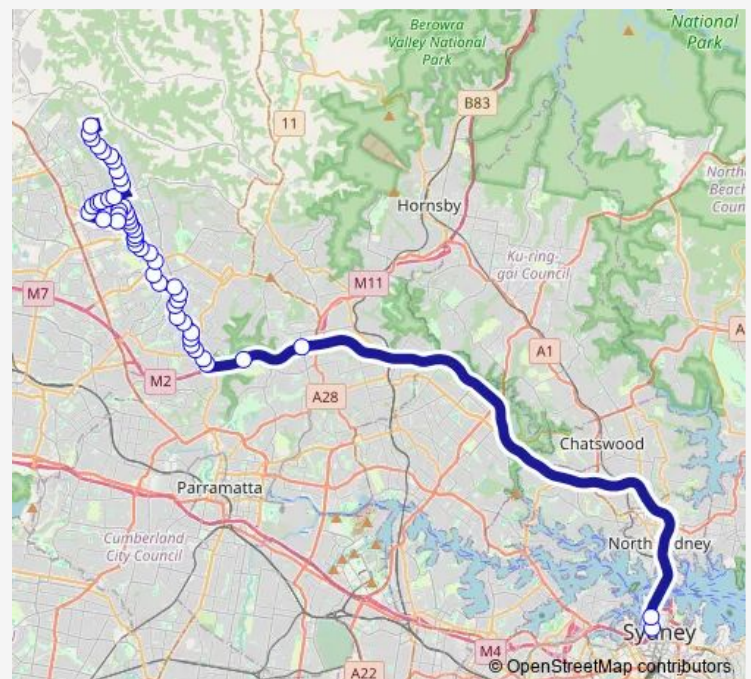 Berowra
Valley National
Park
National
Park
B83
11
North
Beac
Coun
Hornsby
Ku-ring-
gai Council
M11
M7
A
A1
M2
A28
Chatswood
Parramatta
Cumberland
City Council
North
dney
Sydney
M4
A22
© OpenStreetMap contributors